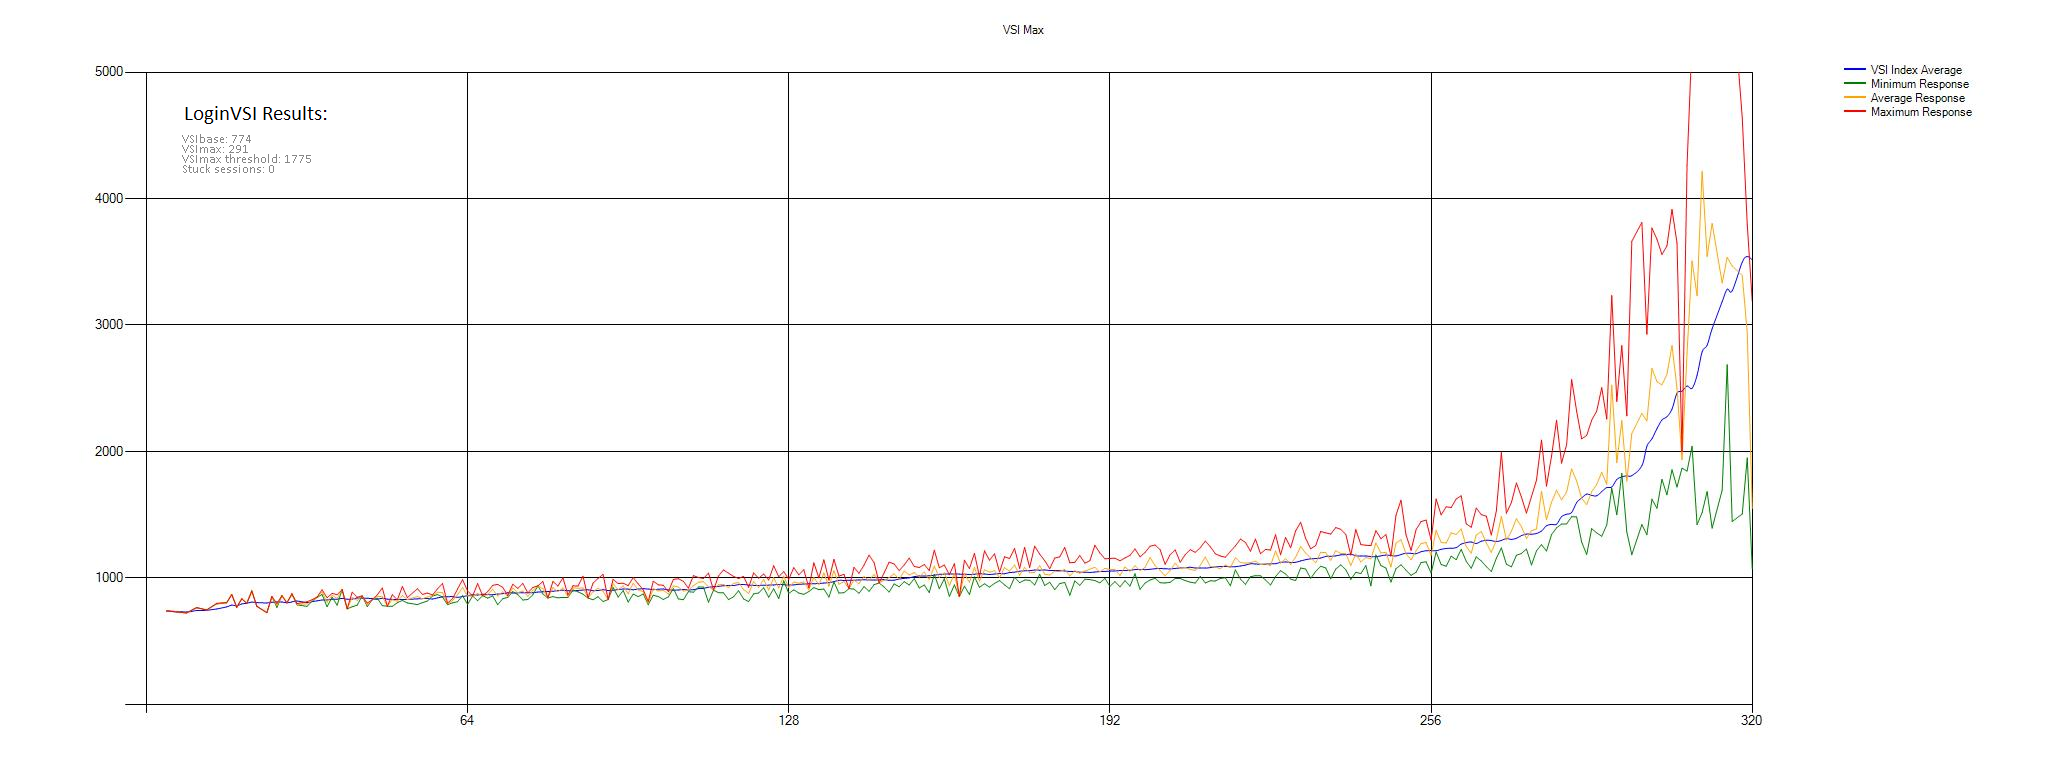 VSI Max
5000
4000
3000
2000
1000
64
128
192
256
320
LoginVSI Results:
VSIbase: 774
VSImax: 291
VSImax threshold: 1775
Stuck sessions: 0
VSI Index Average
Minimum Response
Average Response
Maximum Response